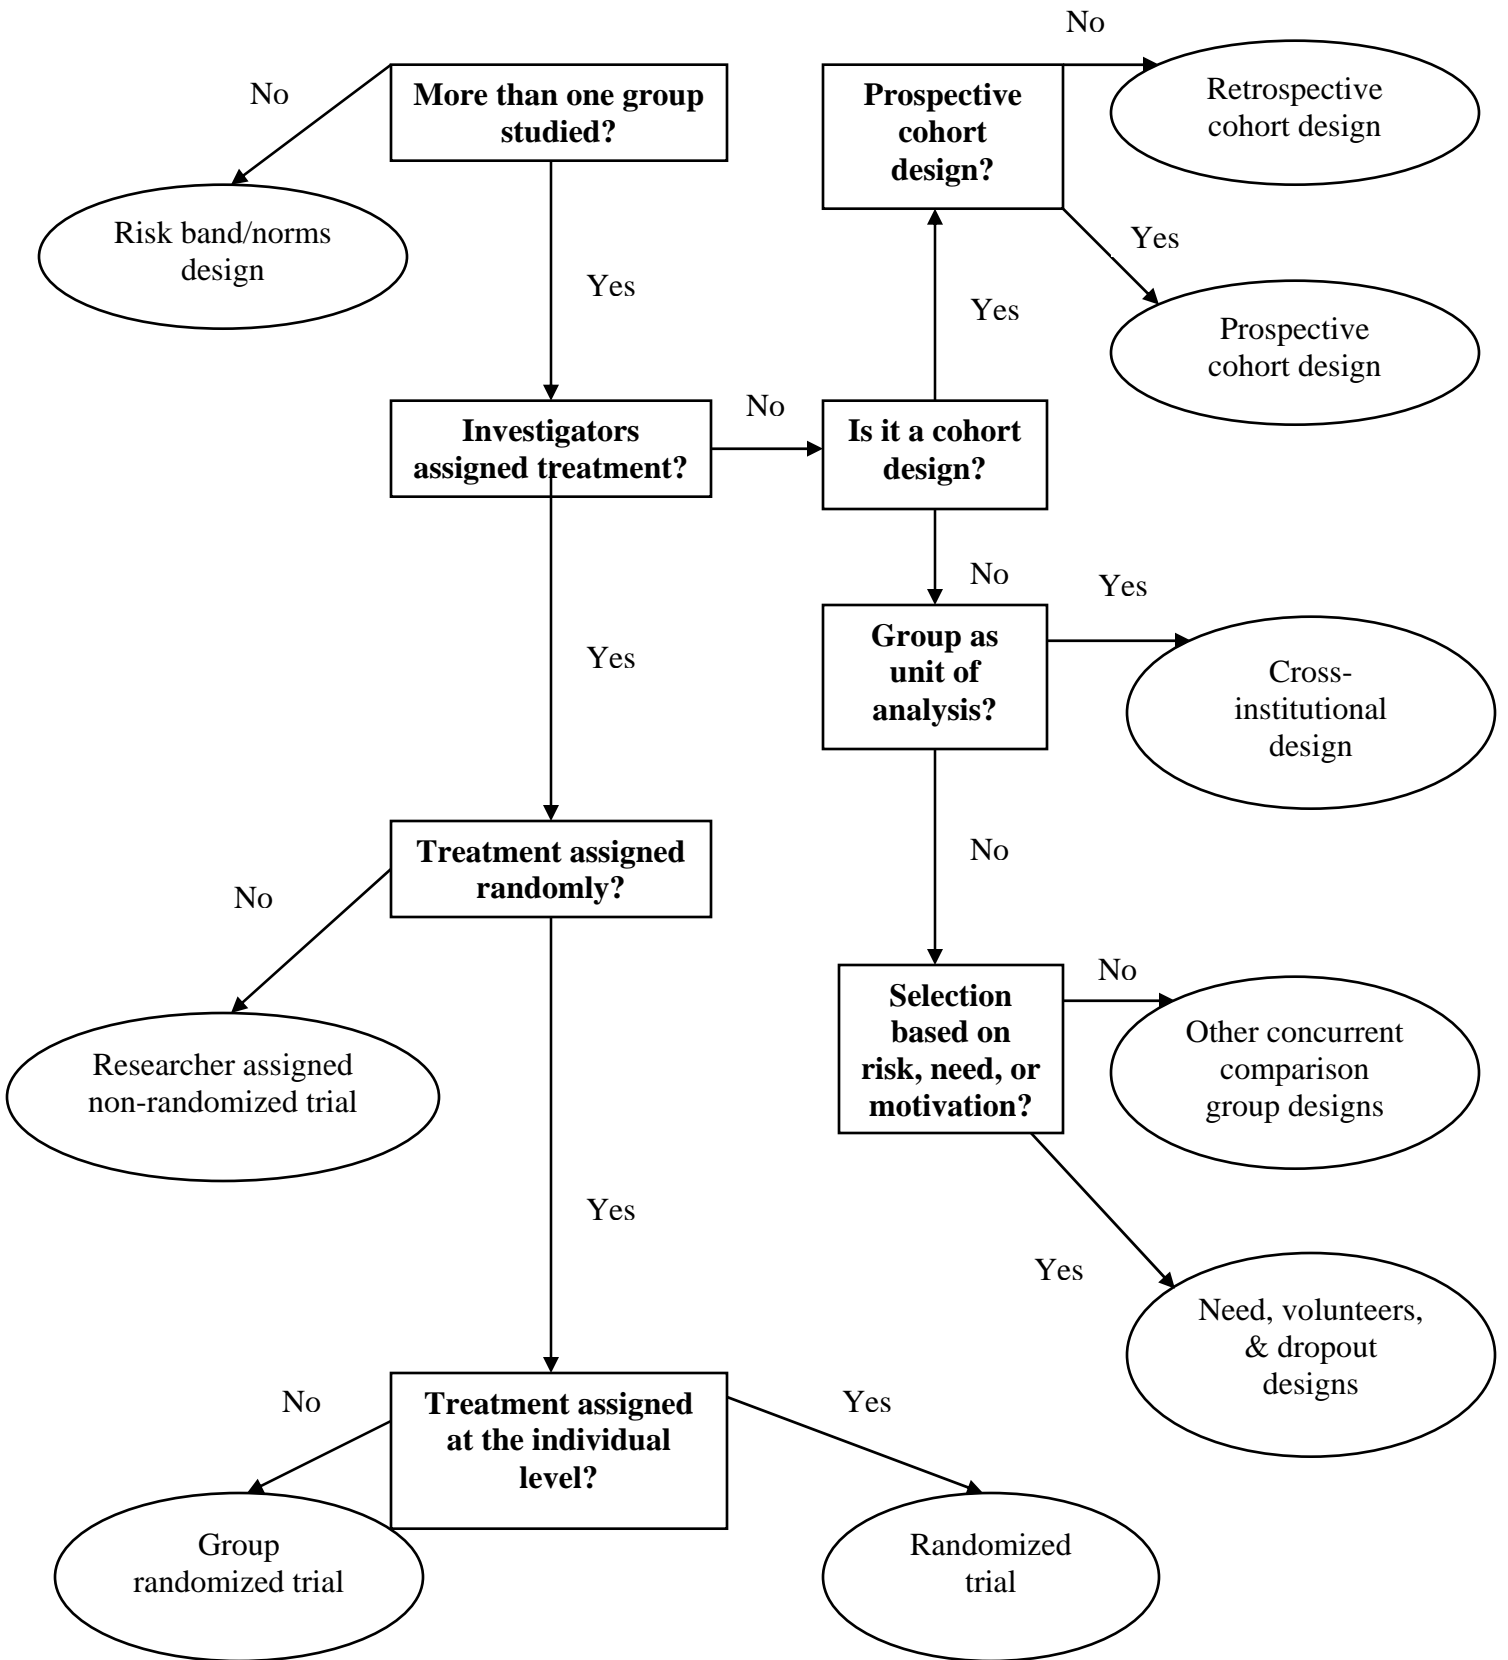 No
More than one group
studied?
Risk band/norms
design
Yes
Investigators
assigned treatment?
No
Is it a cohort
design?
Yes
Prospective
cohort
design?
No
Retrospective
cohort design
Yes
Prospective
cohort design
No
Group as
unit of
analysis?
Yes
Cross-
institutional
design
No
Selection
based on
risk, need, or
motivation?
No
Other concurrent
comparison
group designs
Yes
Need, volunteers,
& dropout
designs
Yes
Treatment assigned
randomly?
No
Researcher assigned
non-randomized trial
Yes
Treatment assigned
at the individual
level?
No
Group
randomized trial
Yes
Randomized
trial